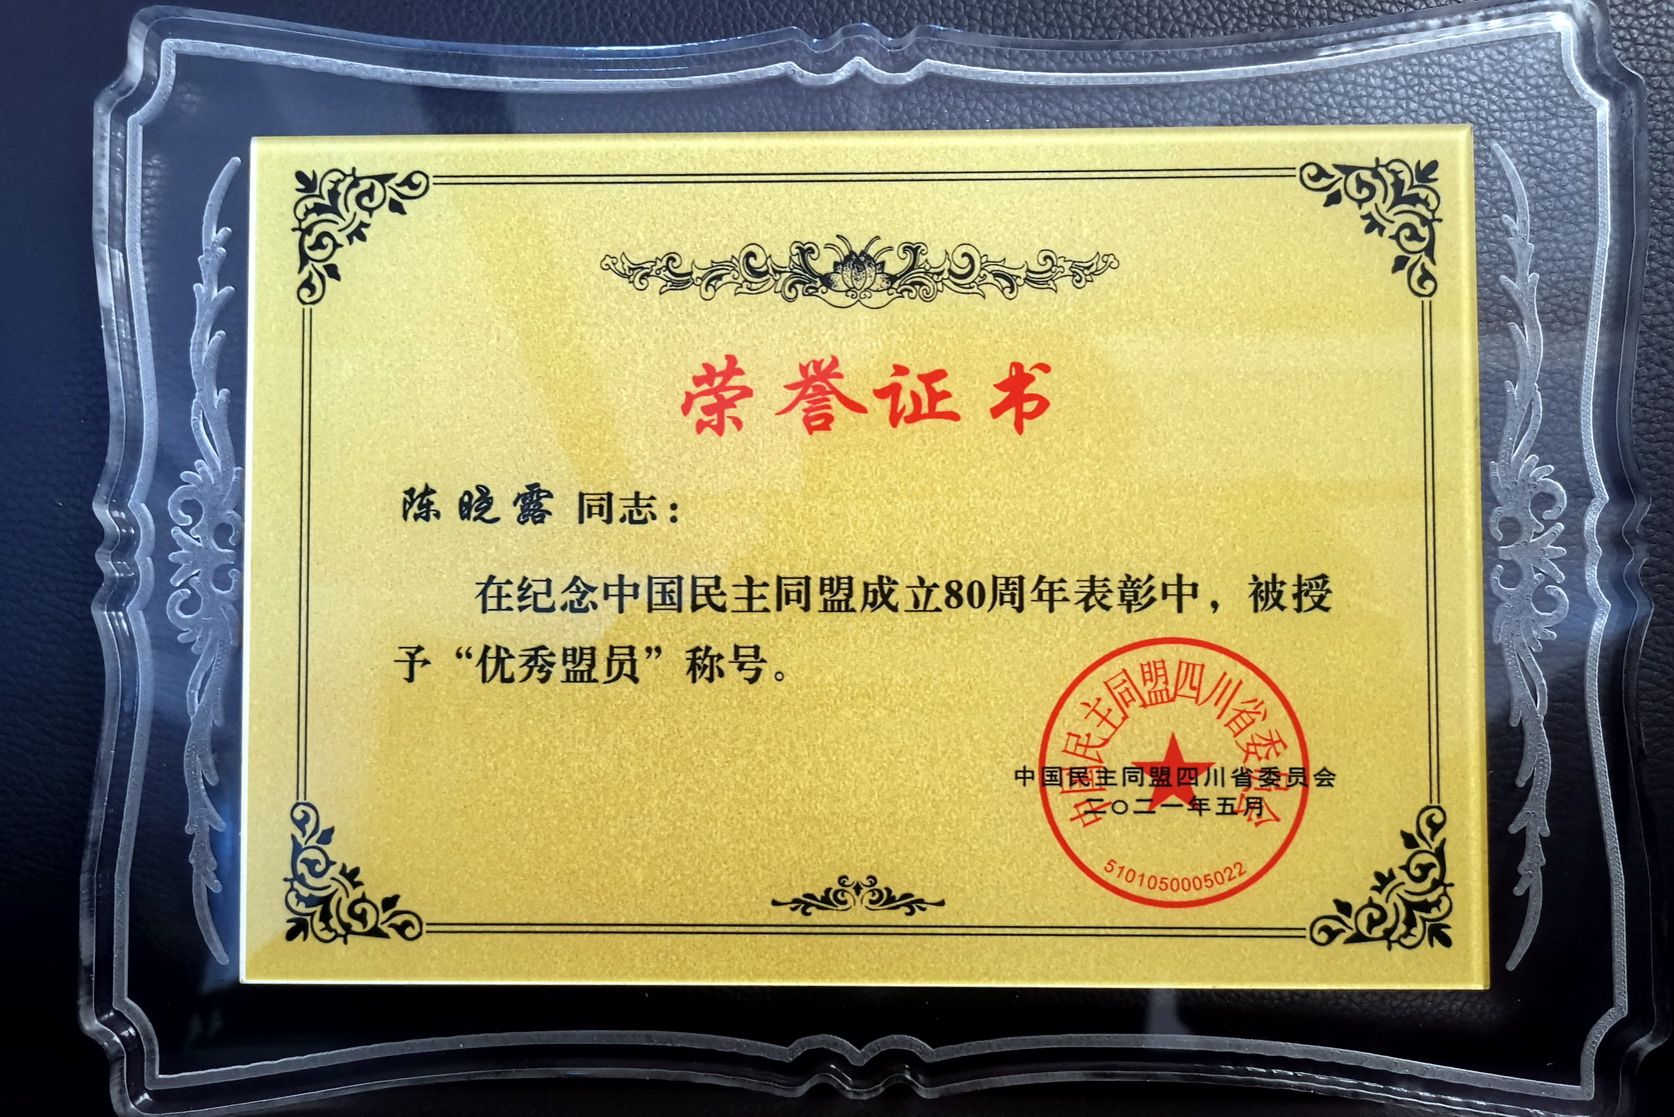 荣誉证书
陈晓露 同志：
在纪念中国民主同盟成立80周年表彰中，被授
予“优秀盟员”称号。
中国民主同盟四川省委员会
中国民主同盟四川省委员会
二〇二一年五月
5101050005022